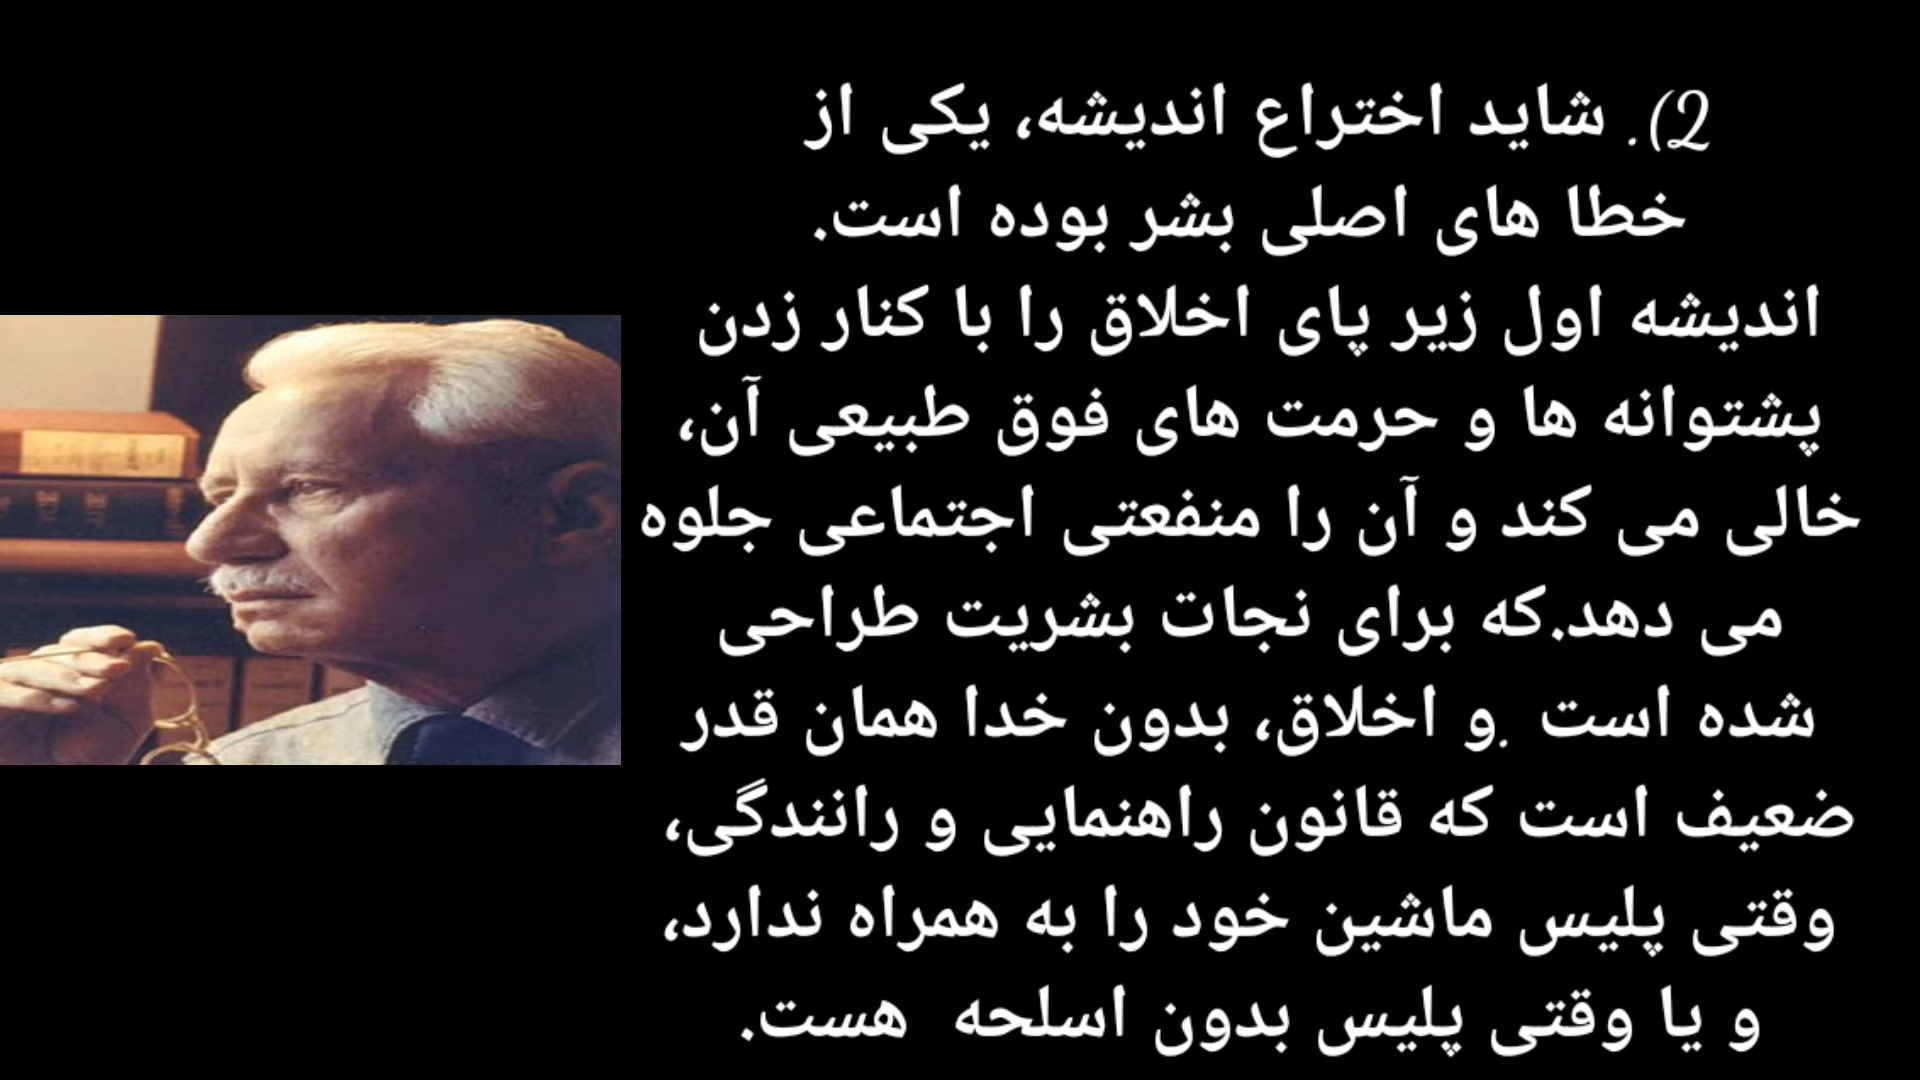 2). شاید اختراع اندیشه، یکی از
خطا های اصلی بشر بوده است.
اندیشه اول زیر پای اخلاق را با کنار زدن
پشتوانه ها و حرمت های فوق طبیعی آن،
خالی می کند و آن را منفعتی اجتماعی جلوه
می دهد.که برای نجات بشریت طراحی
شده است .و اخلاق، بدون خدا همان قدر
ضعیف است که قانون راهنمایی و رانندگی،
وقتی پلیس ماشین خود را به همراه ندارد،
و یا وقتی پلیس بدون اسلحه هست.